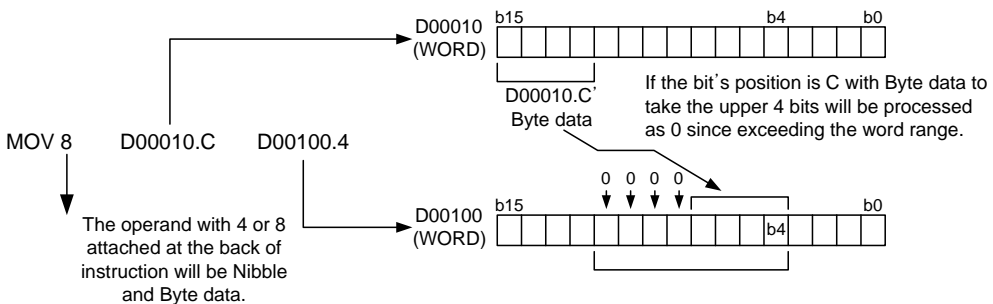 b15 b4 b0
D00010
(WORD)
D00010.C'
Byte data
If the bit's position is C with Byte data to
take the upper 4 bits will be processed
as 0 since exceeding the word range.
MOV 8 D00010.C D00100.4
The operand with 4 or 8
attached at the back of
instruction will be Nibble
and Byte data.
0 0 0 0
b15 b0
D00100
(WORD)
b4